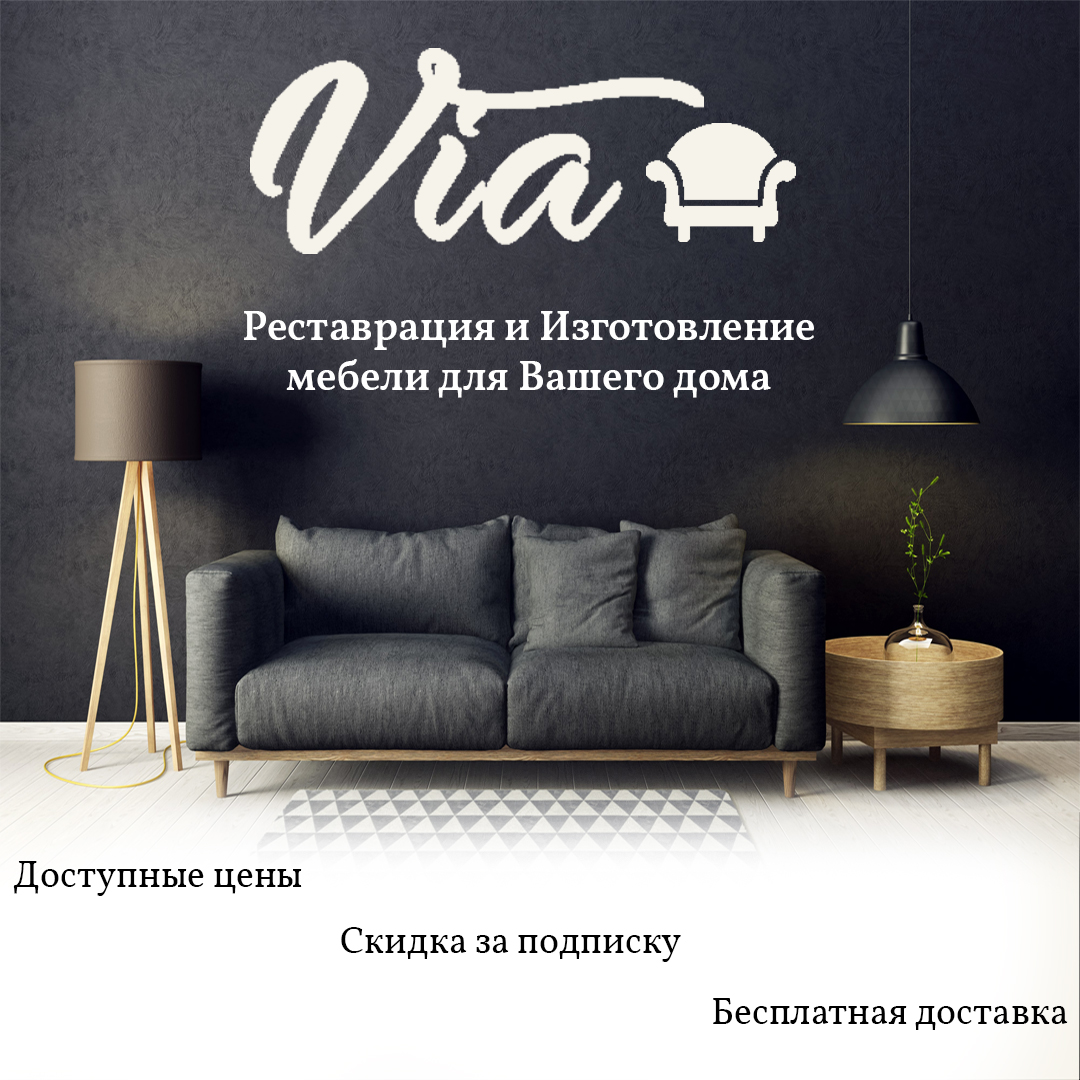 Via
Реставрация и Изготовление
мебели для Вашего дома
Доступные цены
Скидка за подписку
Бесплатная доставка